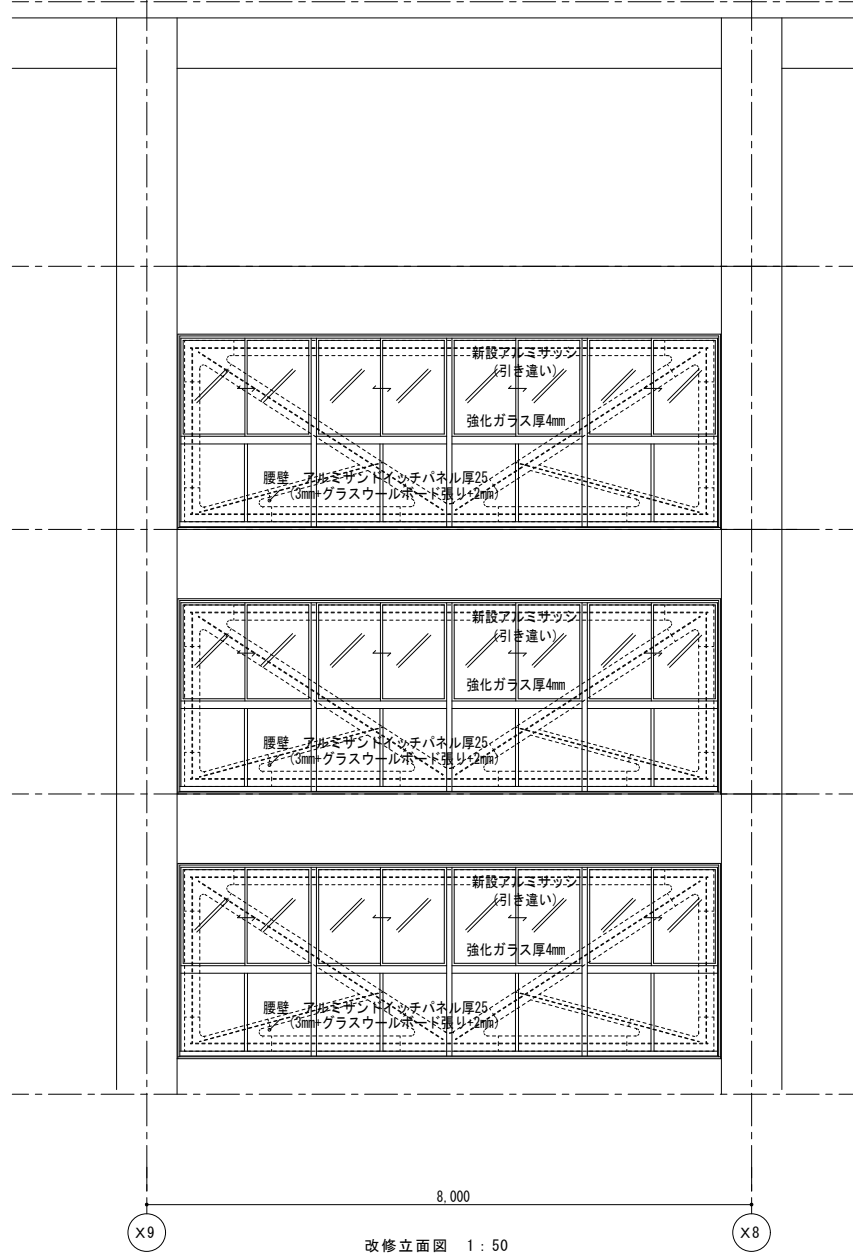 新設アルミサッシ
(引き違い)
強化ガラス厚4mm
腰壁 アルミサンドイッチパネル厚25
(3mm+グラスウールボード張り+2mm)
新設アルミサッシ
(引き違い)
強化ガラス厚4mm
腰壁 アルミサンドイッチパネル厚25
(3mm+グラスウールボード張り+2mm)
新設アルミサッシ
(引き違い)
強化ガラス厚4mm
腰壁 アルミサンドイッチパネル厚25
(3mm+グラスウールボード張り+2mm)
8,000
X9
X8
改修立面図 1:50